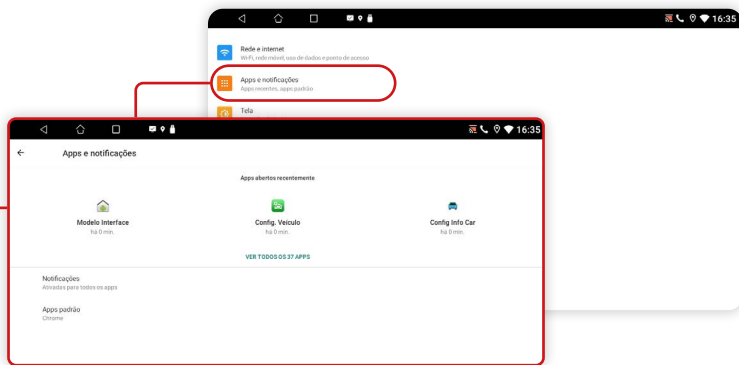 16:35
Rede e internet
Wi-Fi, rede móvel, uso de dados e ponto de acesso
Apps e notificações
Apps recentes, apps padrão
Tela
16:35
Apps e notificações
Apps abertos recentemente
Modelo Interface
há 0 min.
Config. Veículo
há 0 min.
Config Info Car
há 0 min.
VER TODOS OS 37 APPS
Notificações
Ativadas para todos os apps
Apps padrão
Chrome